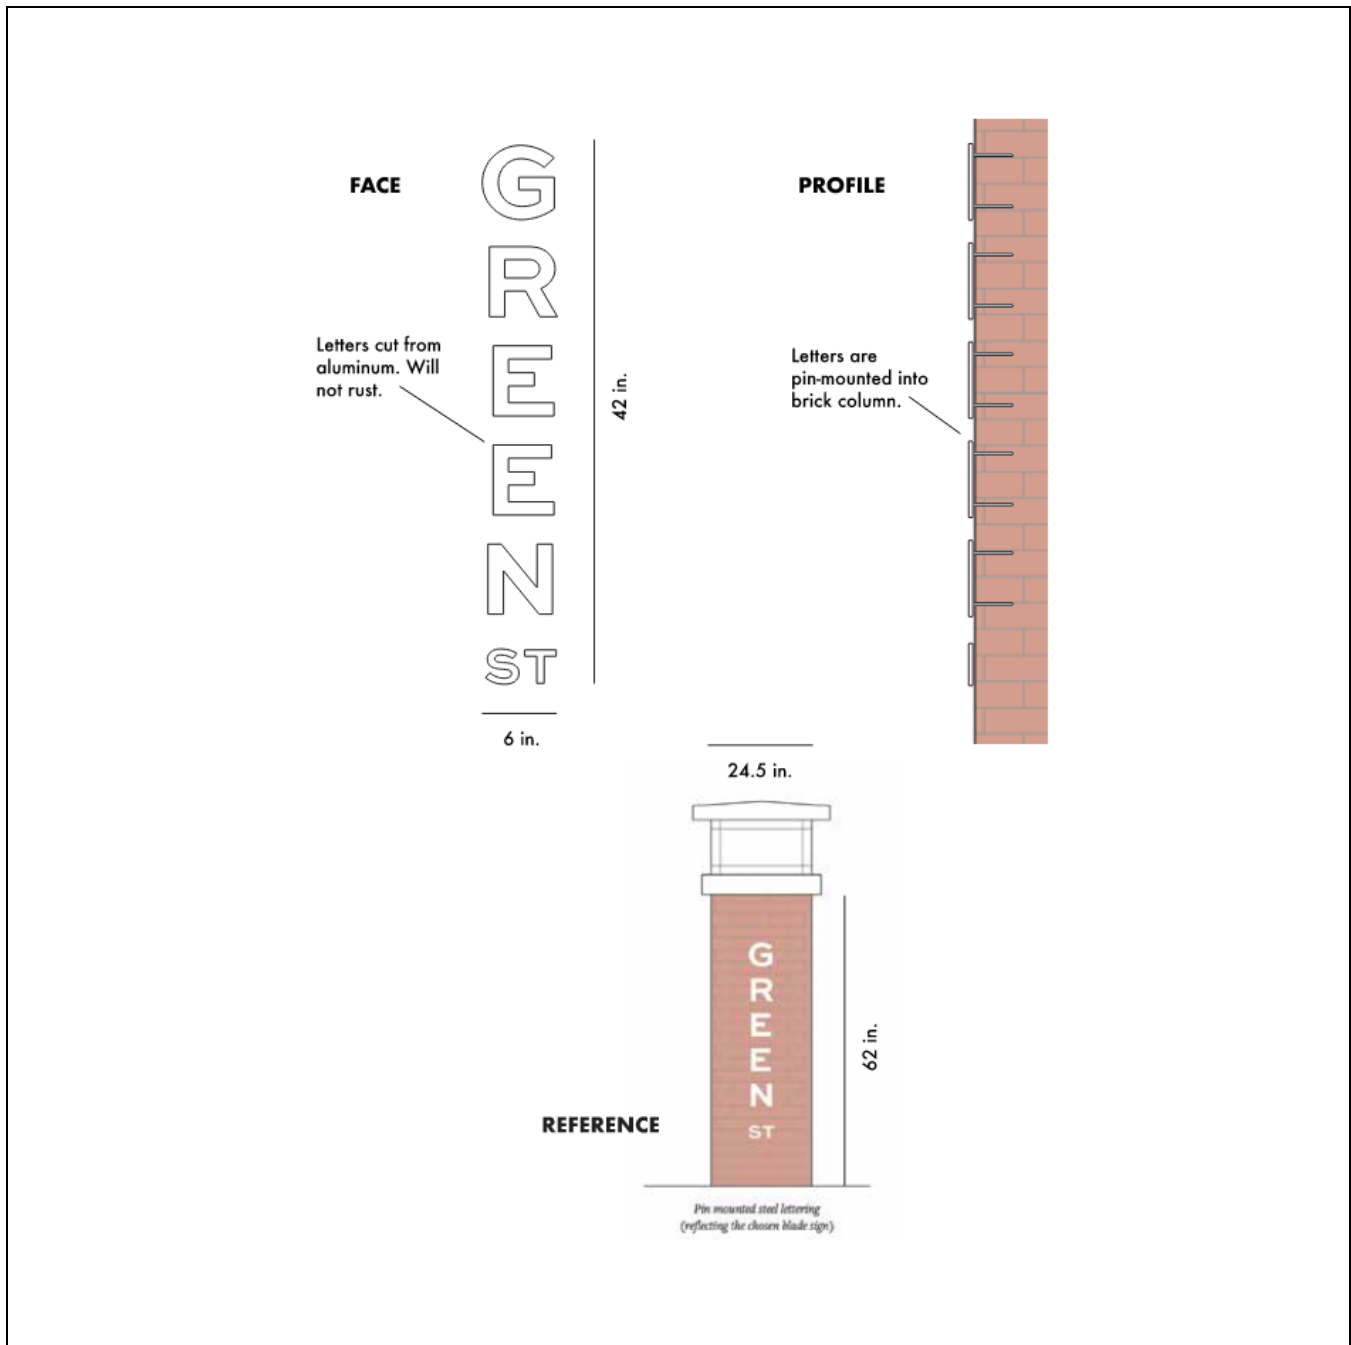 FACE
G
R
E
E
N
ST
42 in.
6 in.
Letters cut from
aluminum. Will
not rust.
PROFILE
Letters are
pin-mounted into
brick column.
24.5 in.
G
R
E
E
N
ST
62 in.
REFERENCE
Pin mounted steel lettering
(reflecting the chosen blade sign)